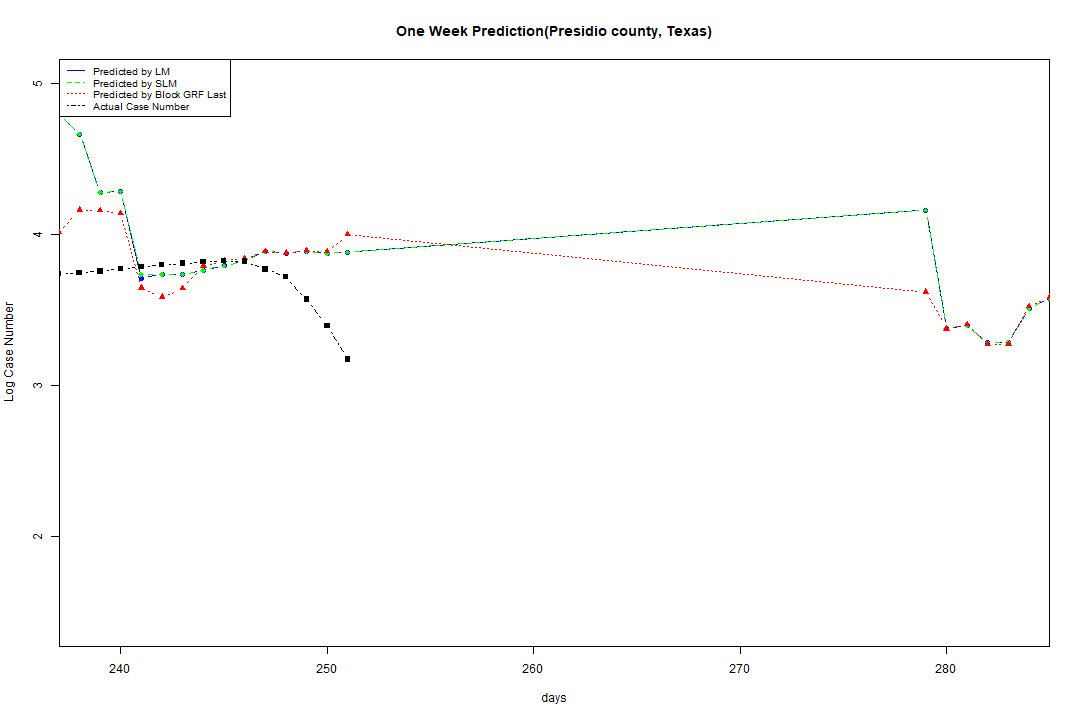 One Week Prediction(Presidio county, Texas)
Predicted by LM
Predicted by SLM
Predicted by Block GRF Last
Actual Case Number
5
4
3
2
Log Case Number
240 250 260 270 280
days